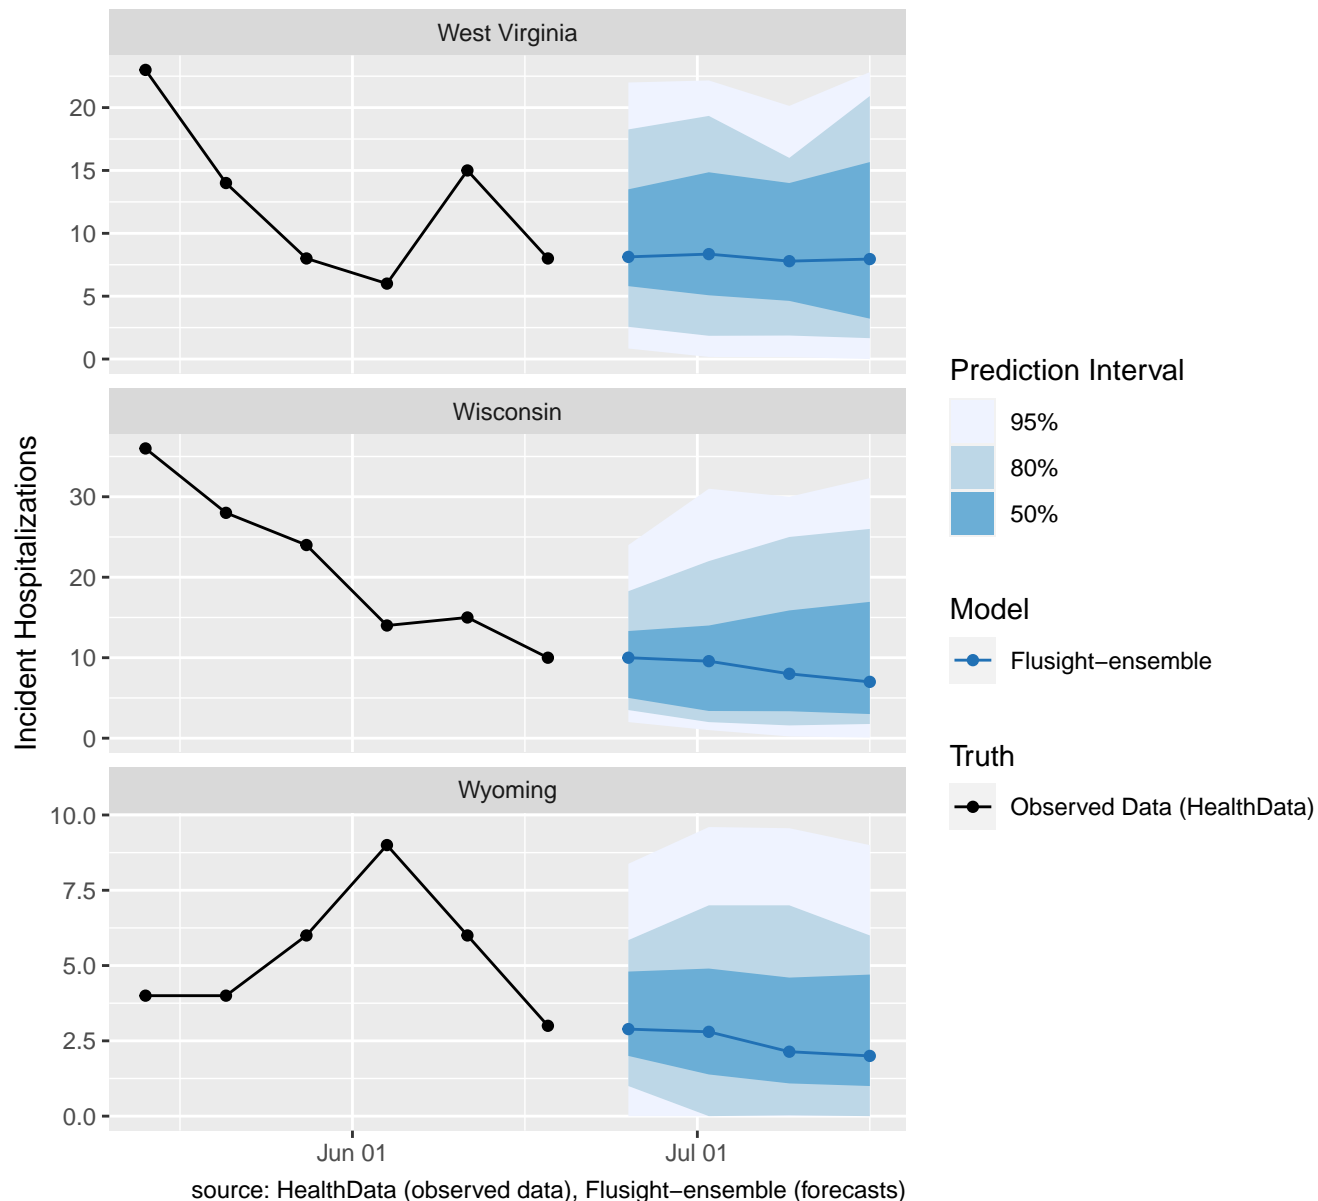 West Virginia
20
15
10
5
0
Wisconsin
30
20
10
0
Wyoming
10.0
7.5
5.0
2.5
0.0
Jun 01
Jul 01
Incident Hospitalizations
source: HealthData (observed data), Flusight−ensemble (forecasts)
Prediction Interval
95%
80%
50%
Model
Flusight−ensemble
Truth
Observed Data (HealthData)